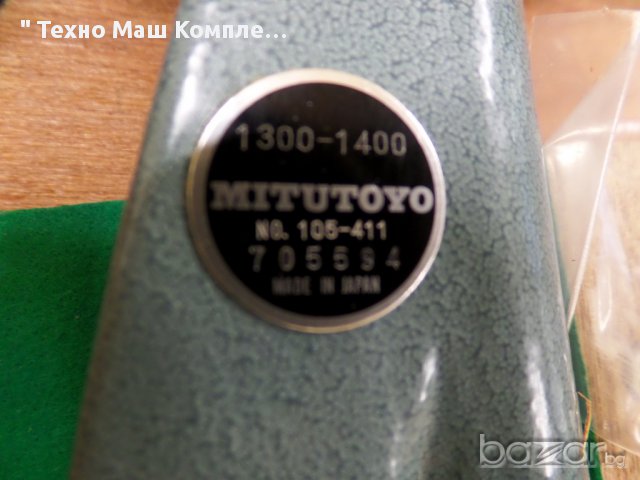 " Техно Маш Компле... "
1300-1400
MITUTOYO
NO. 105-411
705594
MADE IN JAPAN
bazar.bg